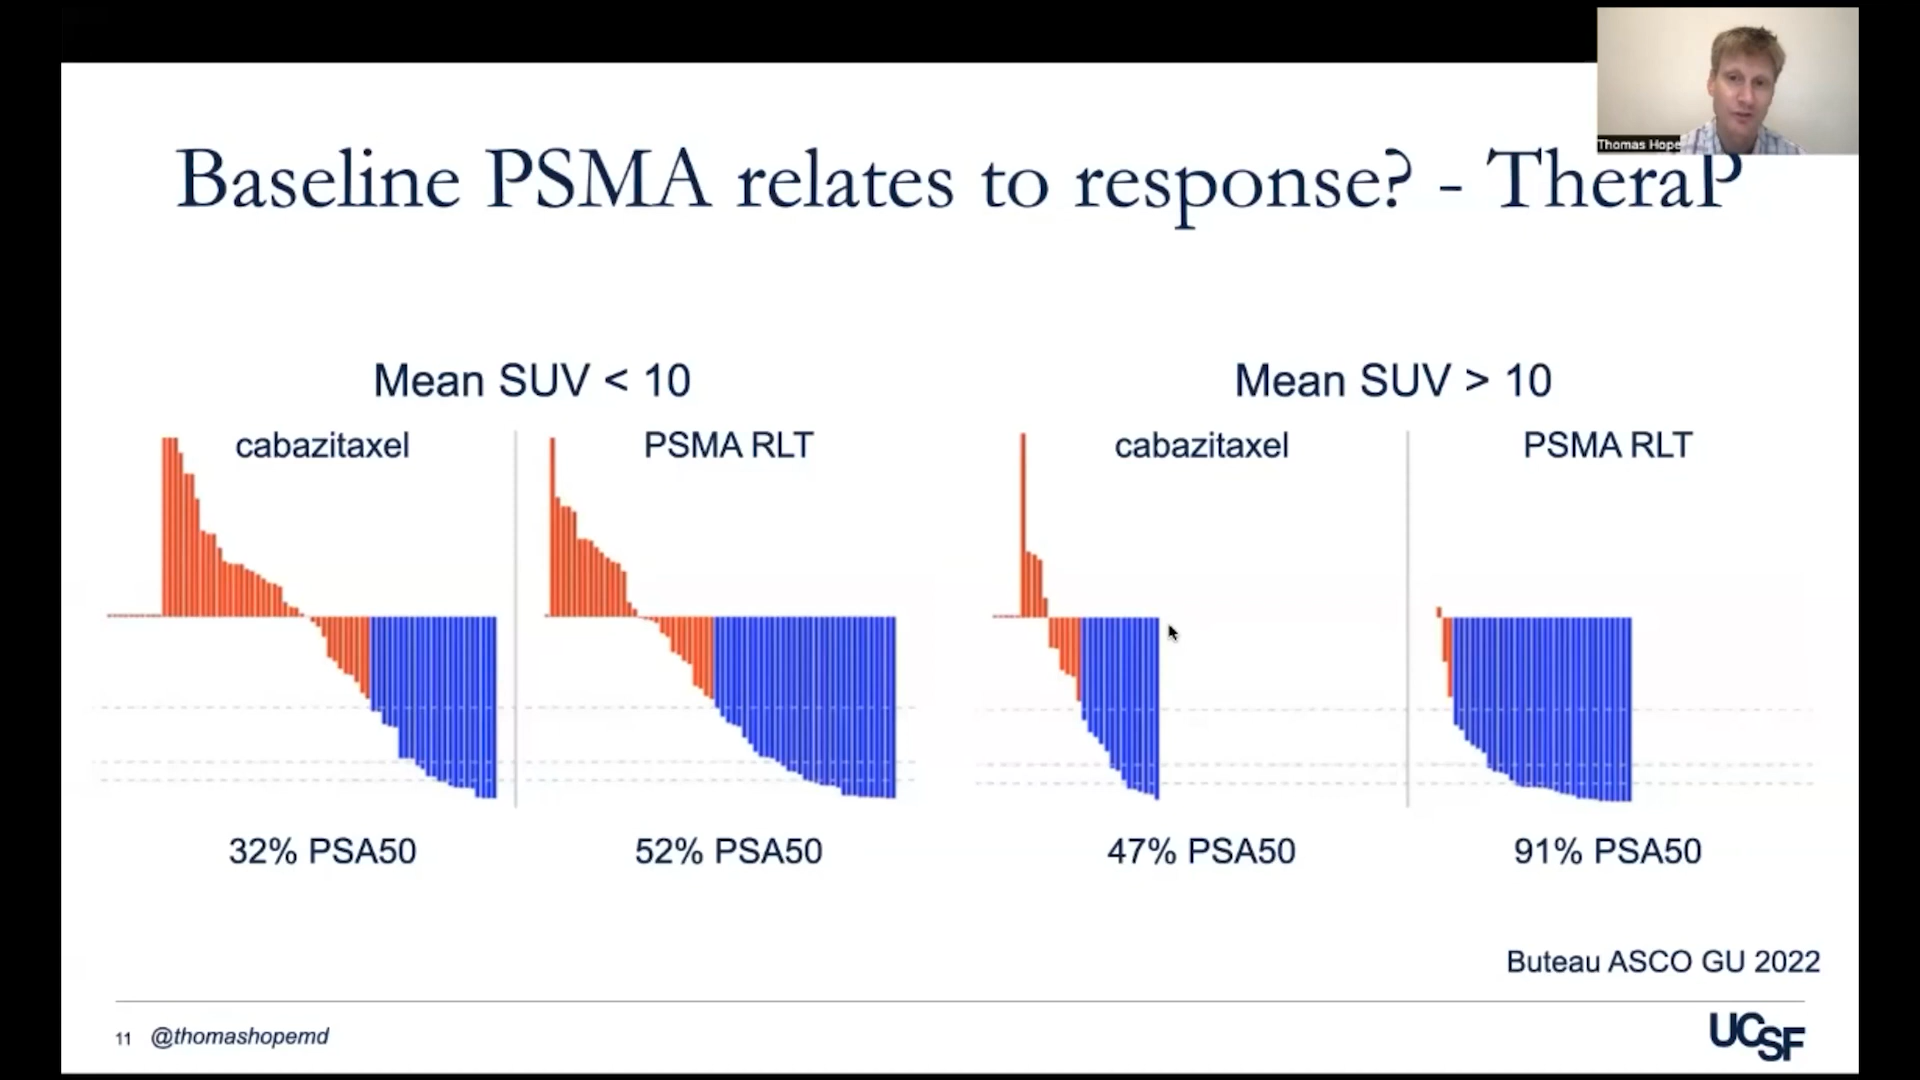 Thomas Hope
Baseline PSMA relates to response? - TheraP
Mean SUV < 10
Mean SUV > 10
cabazitaxel
PSMA RLT
cabazitaxel
PSMA RLT
32% PSA50
52% PSA50
47% PSA50
91% PSA50
Buteau ASCO GU 2022
11 @thomashopemd
UCSF